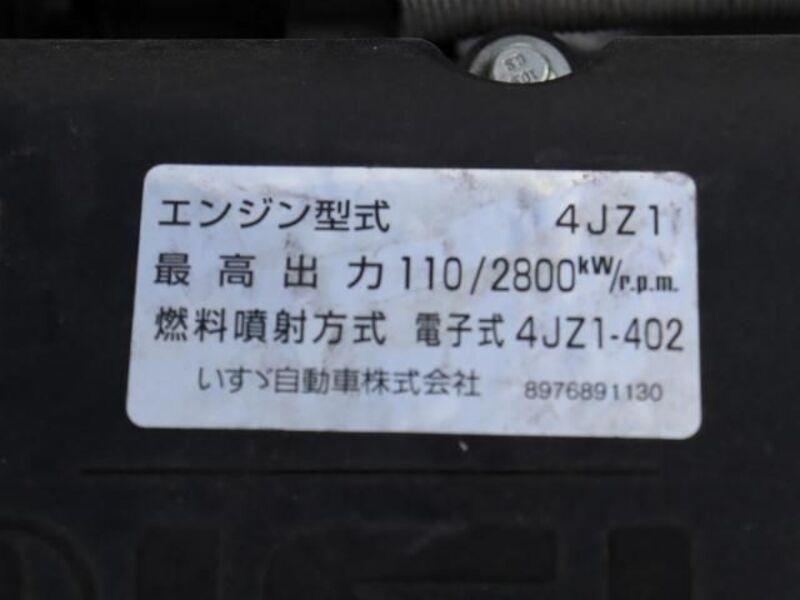 エンジン型式 4JZ1
最高出力 110/2800kW/r.p.m.
燃料噴射方式 電子式 4JZ1-402
いすゞ自動車株式会社 8976891130